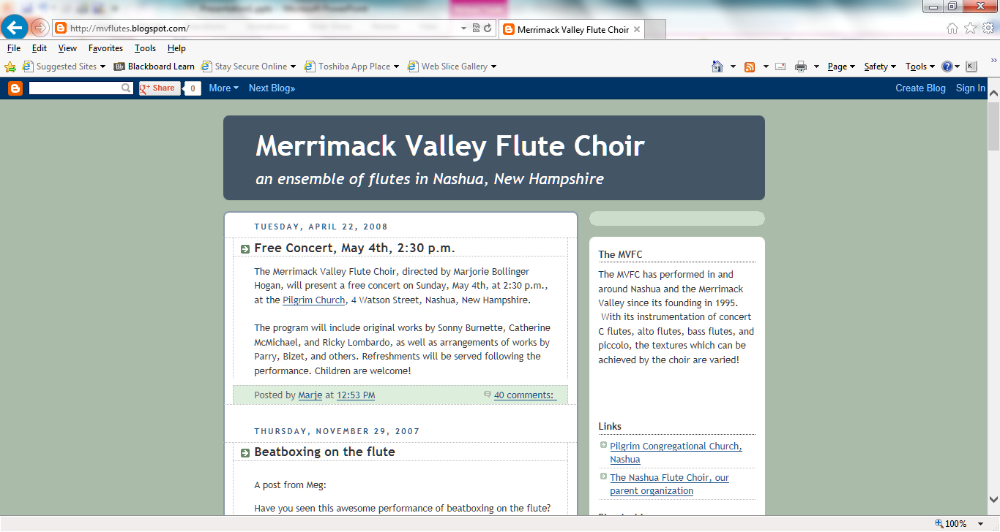 Presentation1.pptx - Microsoft PowerPoint
http://mvflutes.blogspot.com/
Merrimack Valley Flute Choir
File Edit View Favorites Tools Help
Suggested Sites Blackboard Learn Stay Secure Online Toshiba App Place Web Slice Gallery Page Safety Tools
Share 0 More Next Blog» Create Blog Sign In
Merrimack Valley Flute Choir
an ensemble of flutes in Nashua, New Hampshire
TUESDAY, APRIL 22, 2008
Free Concert, May 4th, 2:30 p.m.
The Merrimack Valley Flute Choir, directed by Marjorie Bollinger
Hogan, will present a free concert on Sunday, May 4th, at 2:30 p.m.,
at the Pilgrim Church, 4 Watson Street, Nashua, New Hampshire.
The program will include original works by Sonny Burnette, Catherine
McMichael, and Ricky Lombardo, as well as arrangements of works by
Parry, Bizet, and others. Refreshments will be served following the
performance. Children are welcome!
Posted by Marje at 12:53 PM 40 comments:
THURSDAY, NOVEMBER 29, 2007
Beatboxing on the flute
A post from Meg:
Have you seen this awesome performance of beatboxing on the flute?
The MVFC
The MVFC has performed in and
around Nashua and the Merrimack
Valley since its founding in 1995.
With its instrumentation of concert
C flutes, alto flutes, bass flutes, and
piccolo, the textures which can be
achieved by the choir are varied!
Links
Pilgrim Congregational Church,
Nashua
The Nashua Flute Choir, our
parent organization
100%